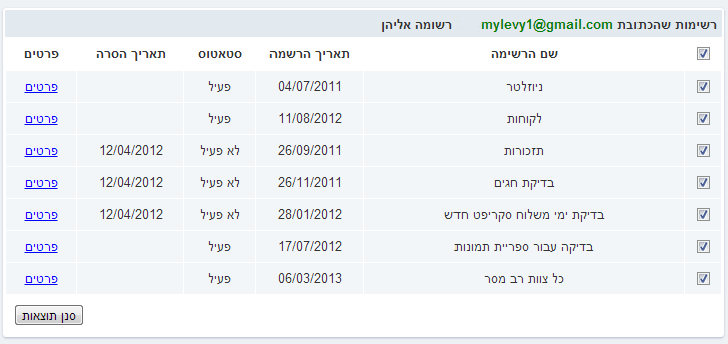 רשימות שהכתובת mylevy1@gmail.com רשומה אליהן
שם הרשימה תאריך הרשמה סטאטוס תאריך הסרה פרטים
ניוזלטר 04/07/2011 פעיל פרטים
לקוחות 11/08/2012 פעיל פרטים
תזכורות 26/09/2011 לא פעיל 12/04/2012 פרטים
בדיקת חגים 26/11/2011 לא פעיל 12/04/2012 פרטים
בדיקת ימי משלוח סקריפט חדש 28/01/2012 לא פעיל 12/04/2012 פרטים
בדיקה עבור ספריית תמונות 17/07/2012 פעיל פרטים
כל צוות רב מסר 06/03/2013 פעיל פרטים
סנן תוצאות